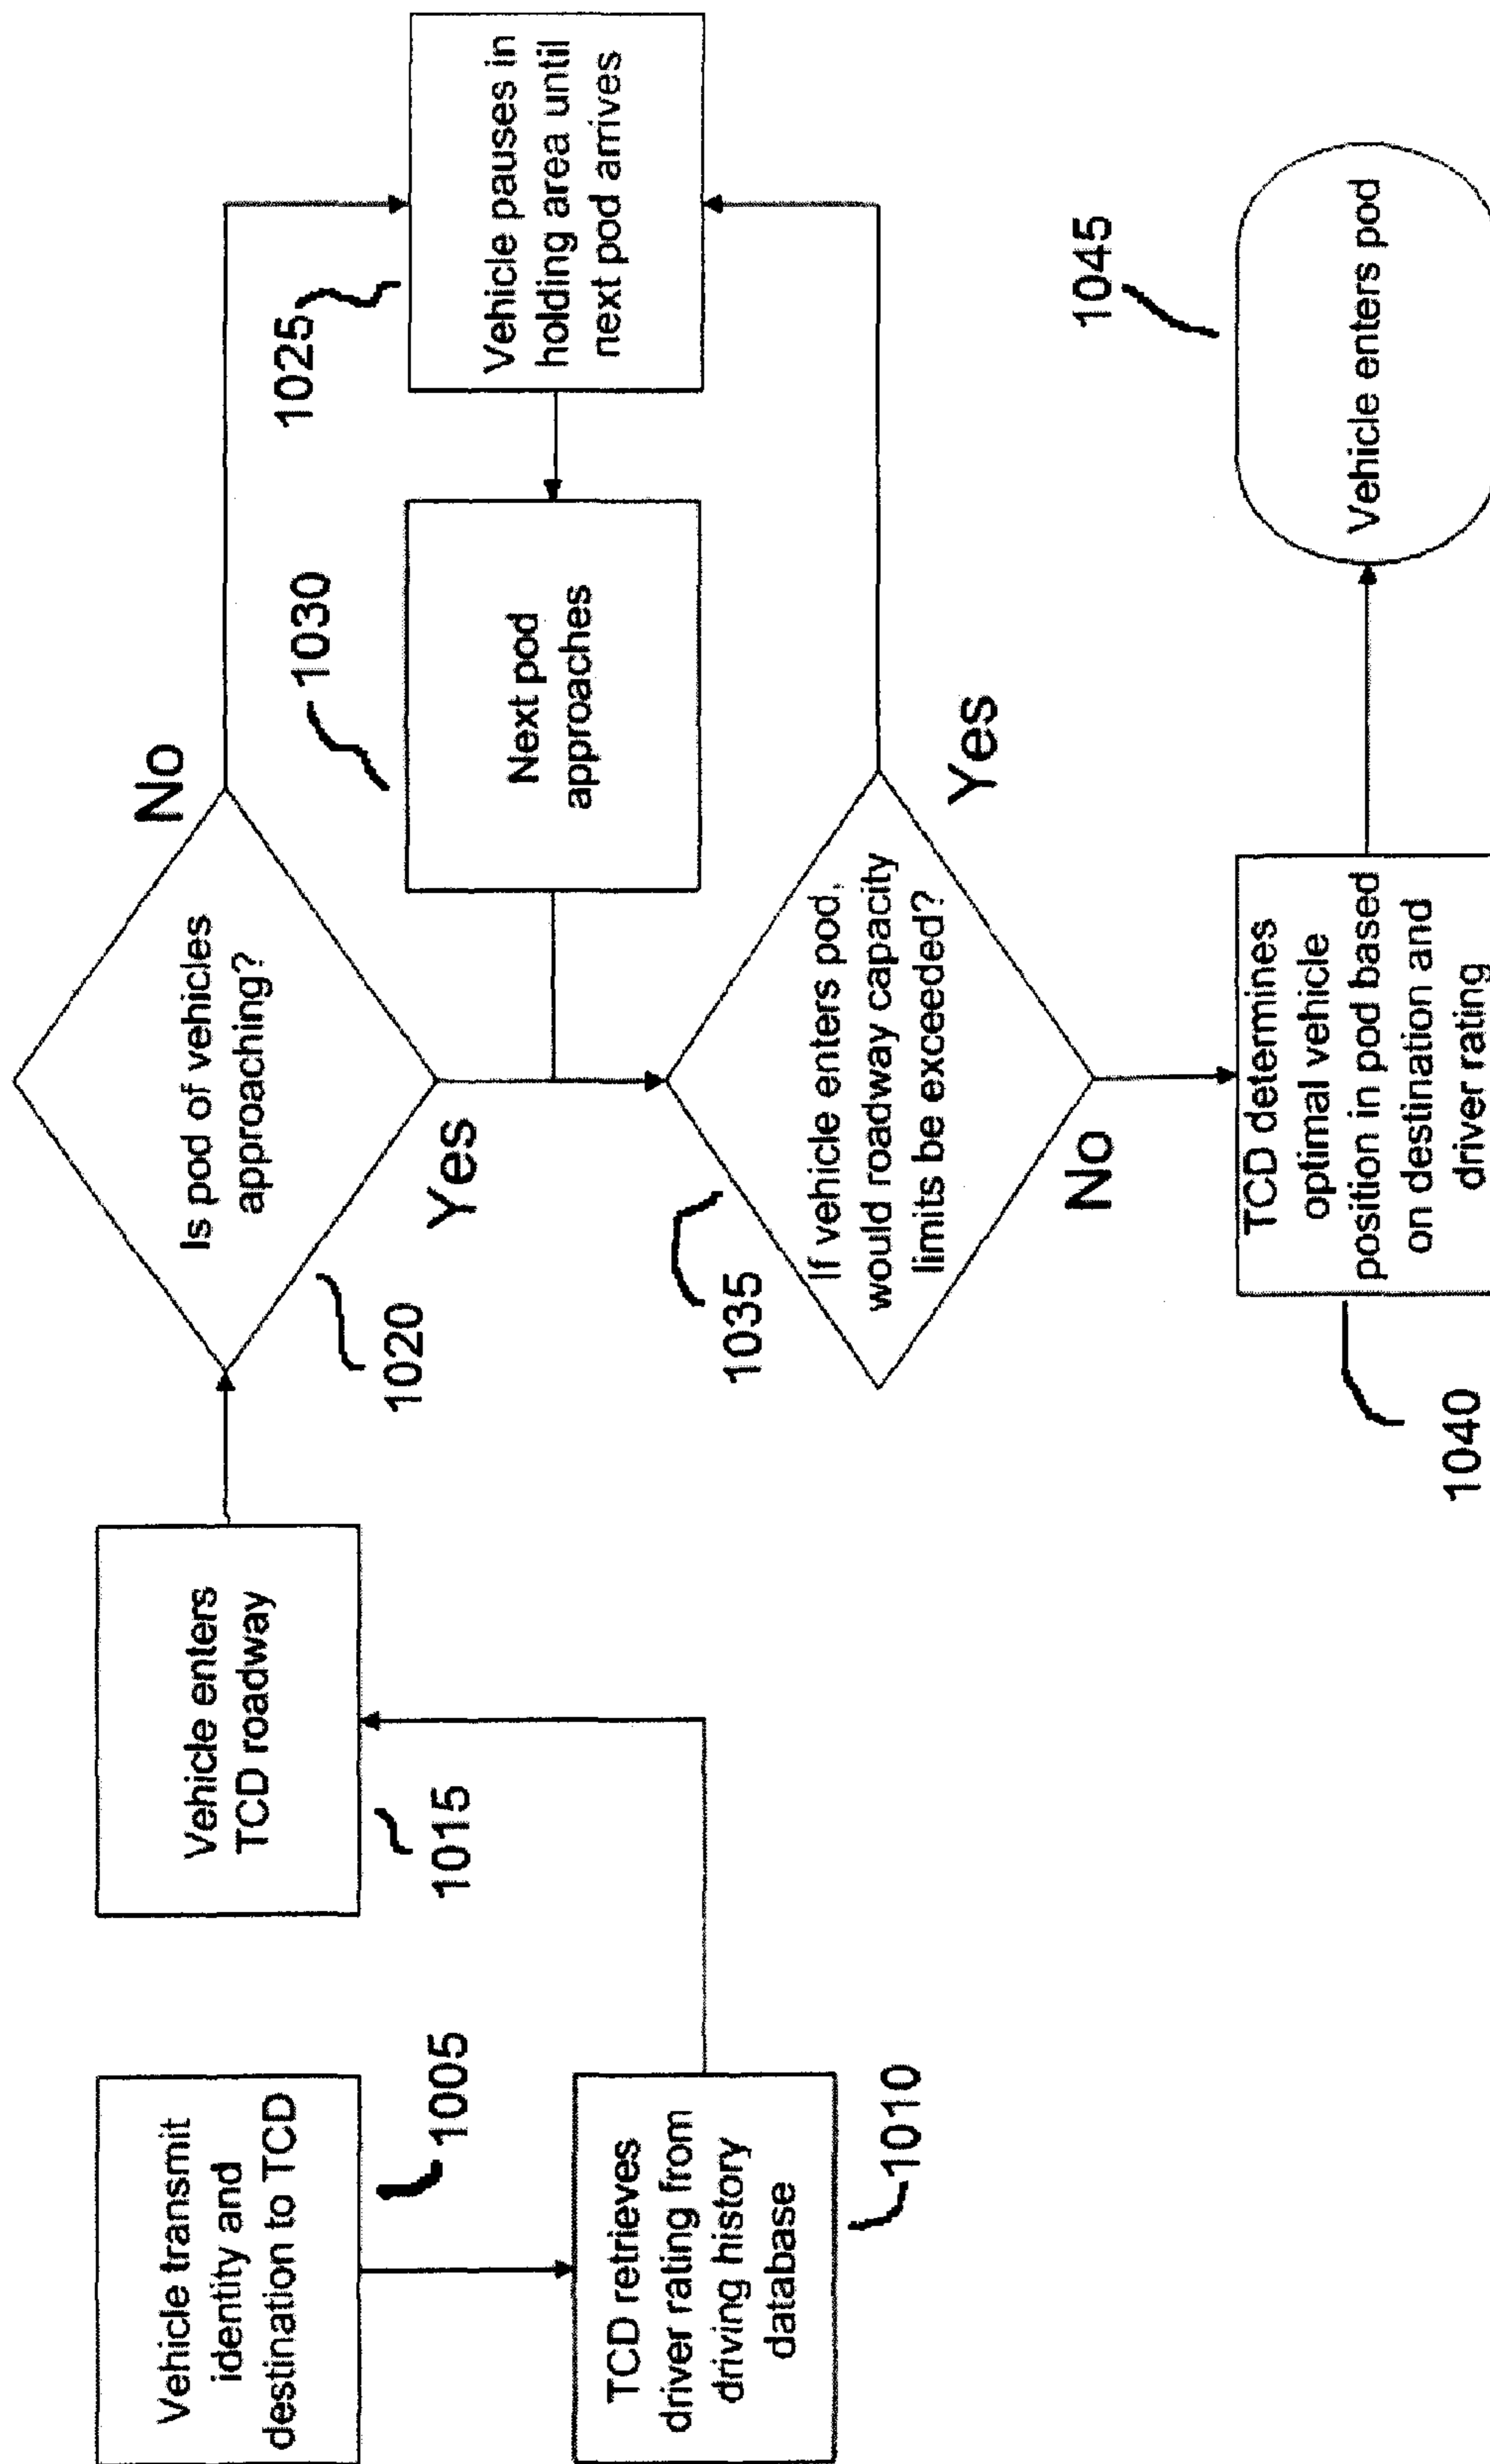 Vehicle transmit
identity and
destination to TCD
1005
TCD retrieves
driver rating from
driving history
database
1010
Vehicle enters
TCD roadway
1015
Is pod of vehicles
approaching?
1020
No
Yes
Vehicle pauses in
holding area until
next pod arrives
1025
Next pod
approaches
1030
If vehicle enters pod,
would roadway capacity
limits be exceeded?
1035
Yes
No
TCD determines
optimal vehicle
position in pod based
on destination and
driver rating
1040
Vehicle enters pod
1045